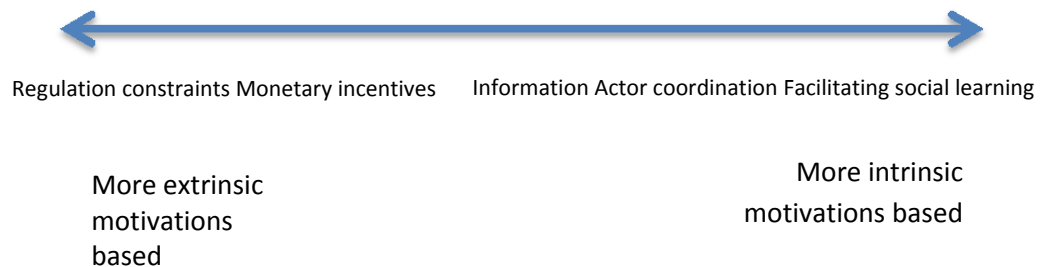 Regulation constraints Monetary incentives
Information Actor coordination Facilitating social learning
More extrinsic
motivations
based
More intrinsic
motivations based